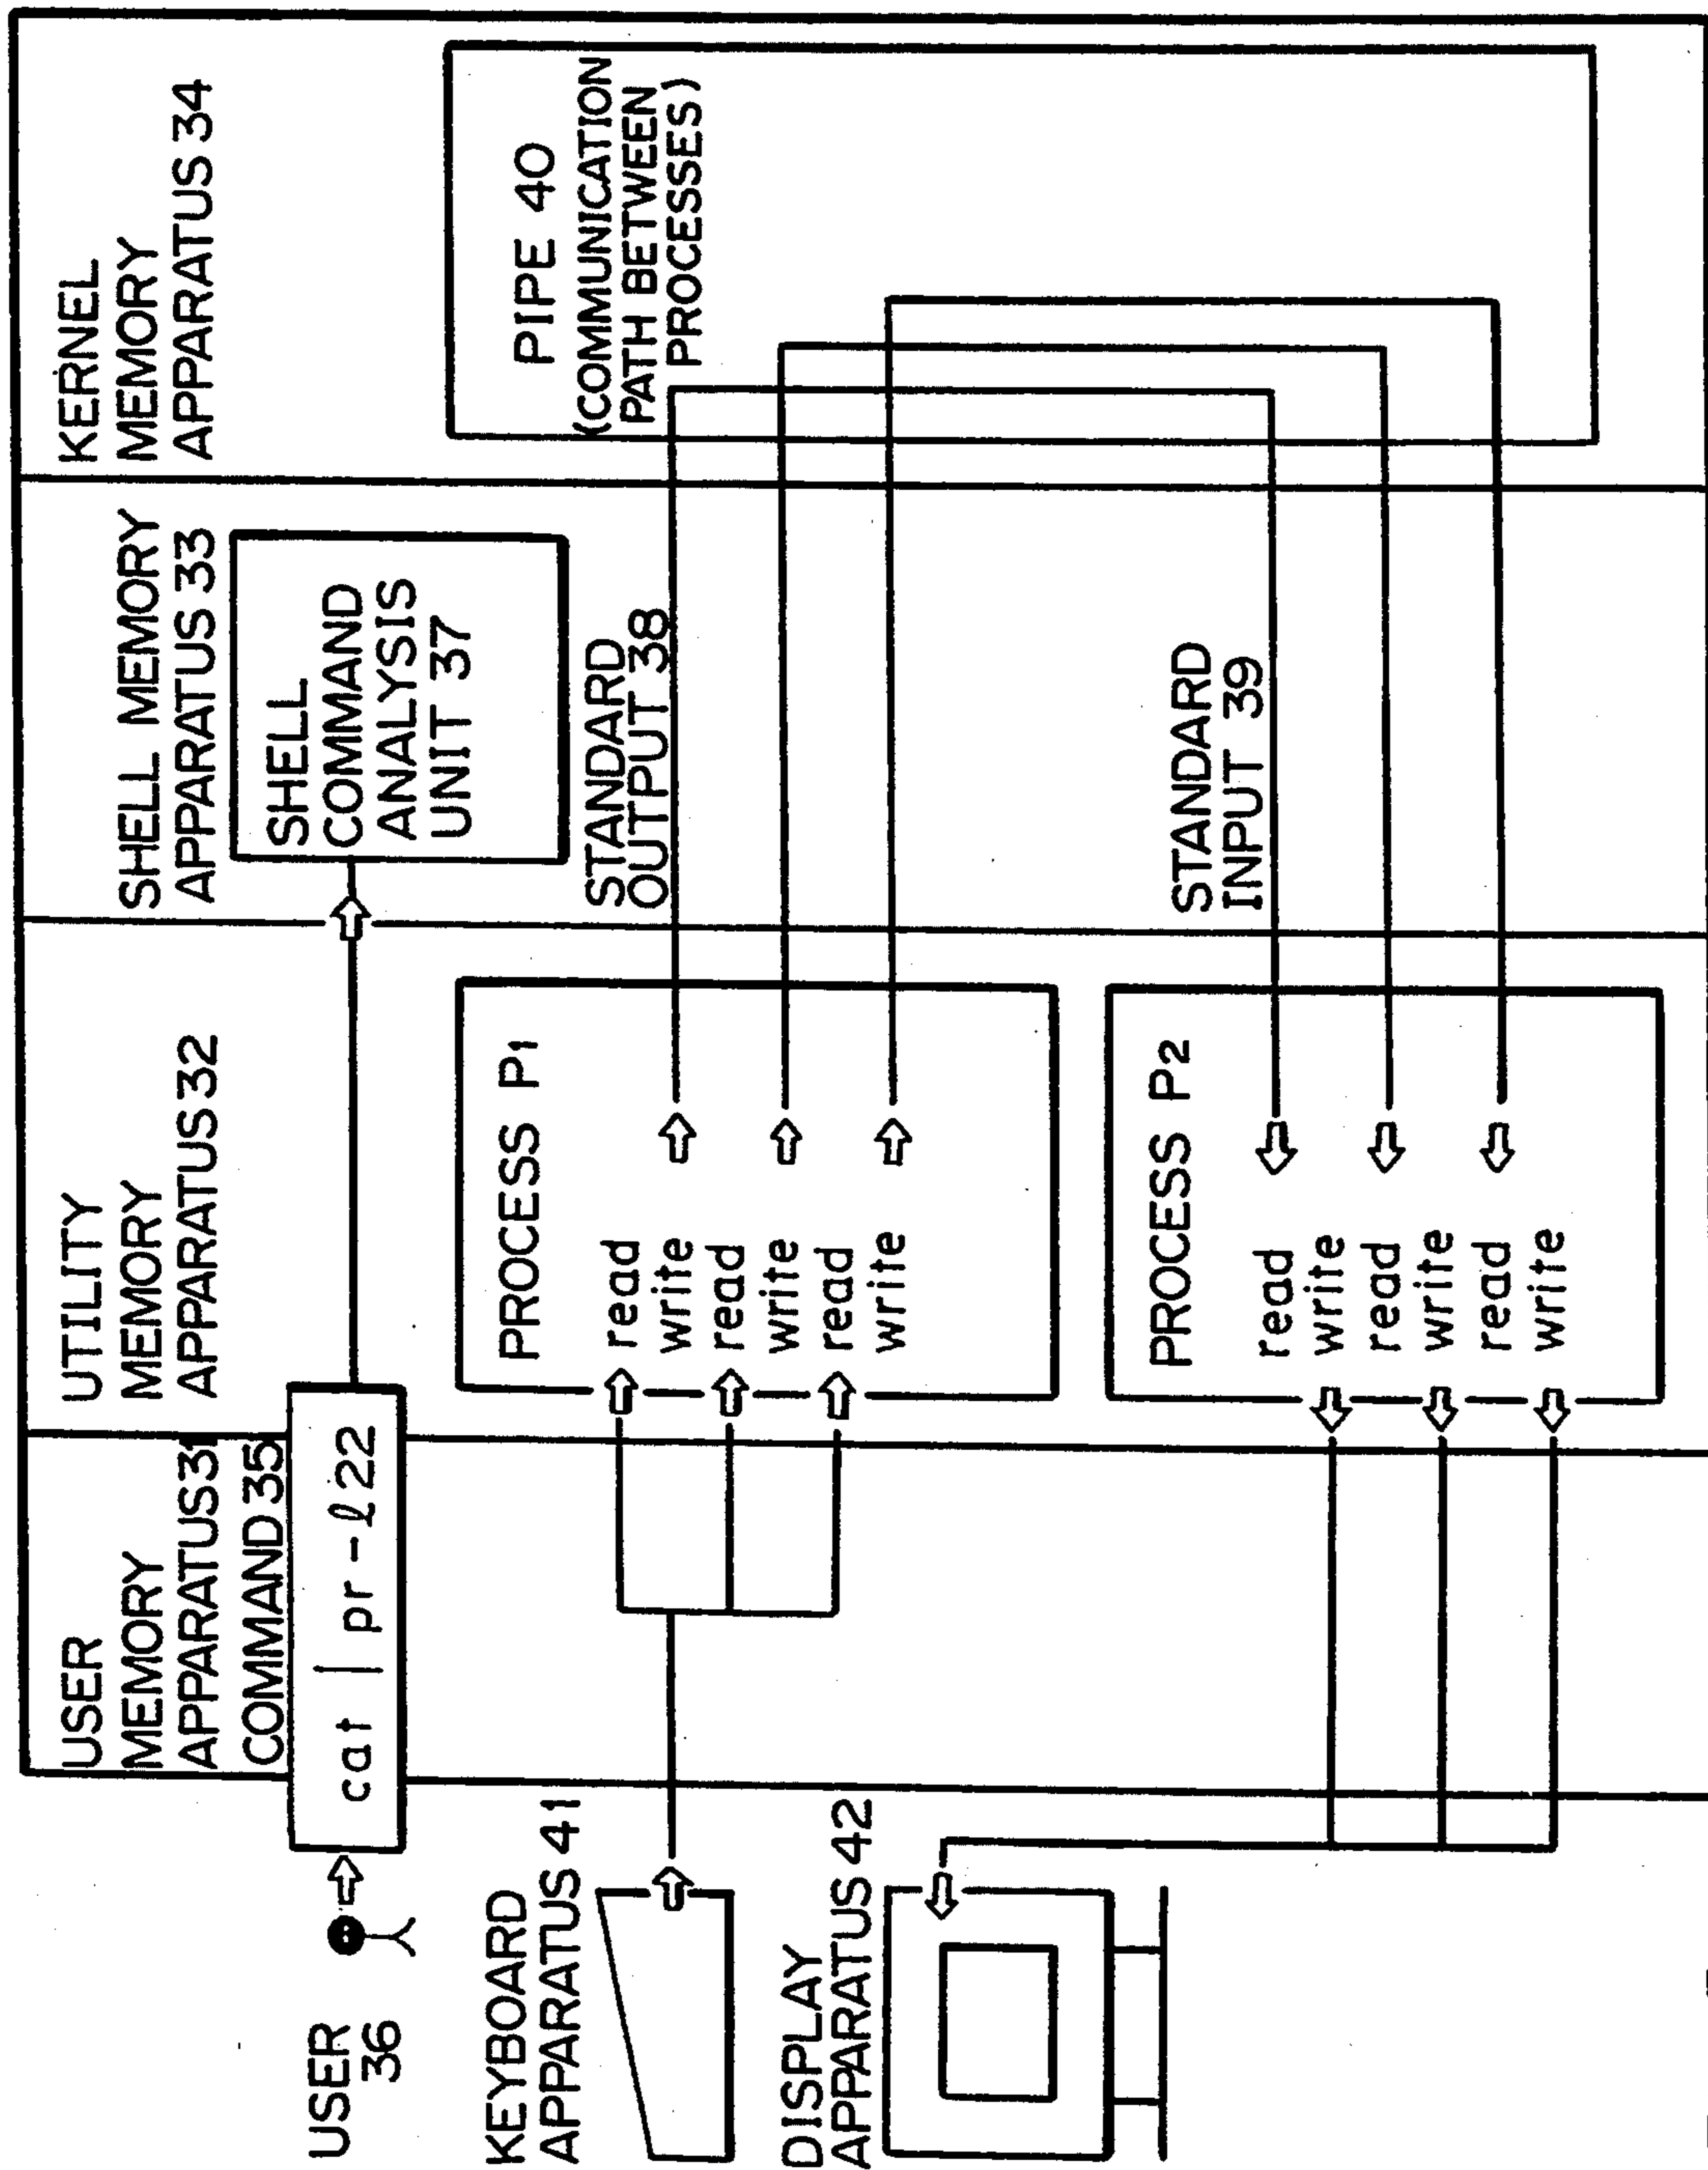 USER
MEMORY
APPARATUS 31
COMMAND 35
UTILITY
MEMORY
APPARATUS 32
SHELL MEMORY
APPARATUS 33
KERNEL
MEMORY
APPARATUS 34
USER
36
cat | pr -ℓ22
SHELL
COMMAND
ANALYSIS
UNIT 37
KEYBOARD
APPARATUS 41
PROCESS P1
read
write
read
write
read
write
STANDARD
OUTPUT 38
PIPE 40
(COMMUNICATION
PATH BETWEEN
PROCESSES)
DISPLAY
APPARATUS 42
PROCESS P2
read
write
read
write
read
write
STANDARD
INPUT 39